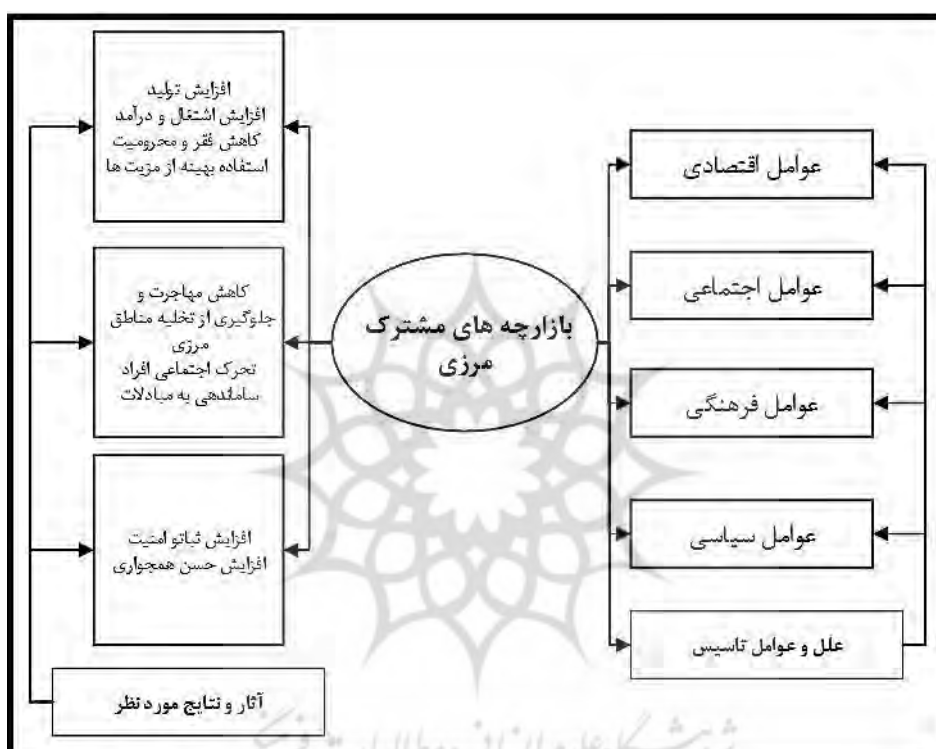 عوامل اقتصادی
عوامل اجتماعی
عوامل فرهنگی
عوامل سیاسی
علل و عوامل تاسیس
بازارچه های مشترک
مرزی
افزایش تولید
افزایش اشتغال و درآمد
کاهش فقر و محرومیت
استفاده بهینه از مزیت ها
کاهش مهاجرت و
جلوگیری از تخلیه مناطق
مرزی
تحرک اجتماعی افراد
ساماندهی به مبادلات
افزایش ثباتو امنیت
افزایش حسن همجواری
آثار و نتایج مورد نظر